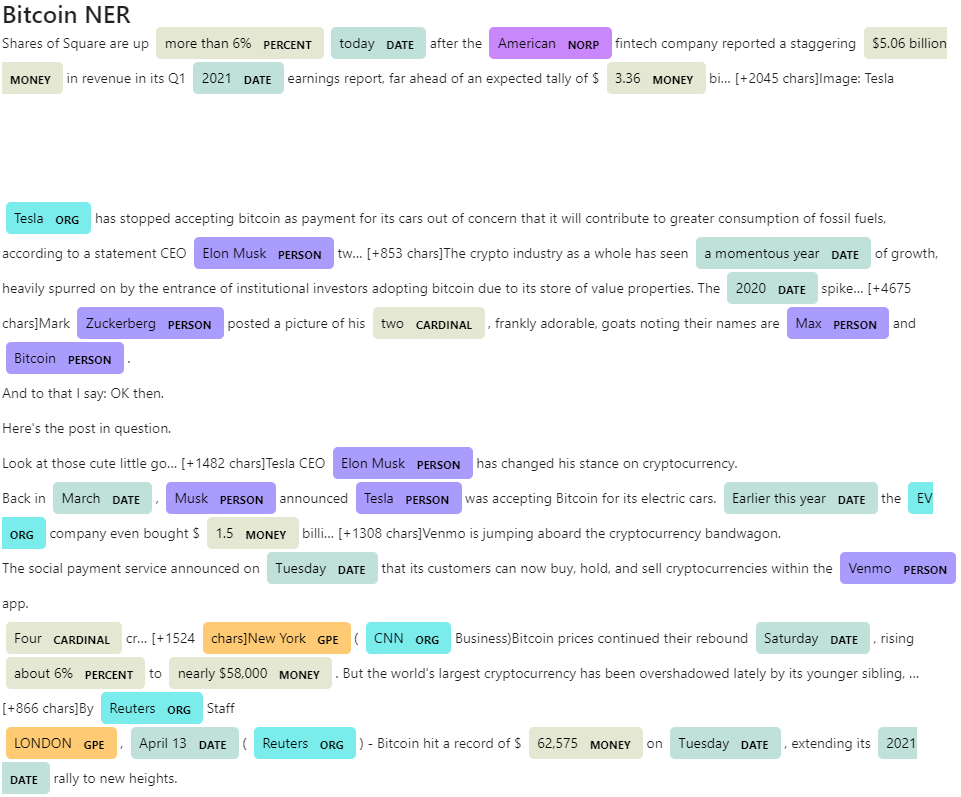 Bitcoin NER
Shares of Square are up more than 6% PERCENT today DATE after the American NORP fintech company reported a staggering $5.06 billion
MONEY in revenue in its Q1 2021 DATE earnings report, far ahead of an expected tally of $ 3.36 MONEY bi... [+2045 chars]Image: Tesla
Tesla ORG has stopped accepting bitcoin as payment for its cars out of concern that it will contribute to greater consumption of fossil fuels,
according to a statement CEO Elon Musk PERSON tw... [+853 chars]The crypto industry as a whole has seen a momentous year DATE of growth,
heavily spurred on by the entrance of institutional investors adopting bitcoin due to its store of value properties. The 2020 DATE spike... [+4675
chars]Mark Zuckerberg PERSON posted a picture of his two CARDINAL , frankly adorable, goats noting their names are Max PERSON and
Bitcoin PERSON .
And to that I say: OK then.
Here's the post in question.
Look at those cute little go... [+1482 chars]Tesla CEO Elon Musk PERSON has changed his stance on cryptocurrency.
Back in March DATE , Musk PERSON announced Tesla PERSON was accepting Bitcoin for its electric cars. Earlier this year DATE the EV
ORG company even bought $ 1.5 MONEY billi... [+1308 chars]Venmo is jumping aboard the cryptocurrency bandwagon.
The social payment service announced on Tuesday DATE that its customers can now buy, hold, and sell cryptocurrencies within the Venmo PERSON
app.
Four CARDINAL cr... [+1524 chars]New York GPE ( CNN ORG Business)Bitcoin prices continued their rebound Saturday DATE , rising
about 6% PERCENT to nearly $58,000 MONEY . But the world's largest cryptocurrency has been overshadowed lately by its younger sibling, ...
[+866 chars]By Reuters ORG Staff
LONDON GPE , April 13 DATE ( Reuters ORG ) - Bitcoin hit a record of $ 62,575 MONEY on Tuesday DATE , extending its 2021
DATE rally to new heights.